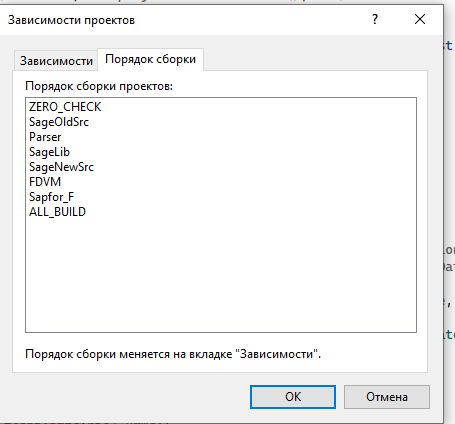 Зависимости проектов
?
Зависимости
Порядок сборки
Порядок сборки проектов:
ZERO_CHECK
SageOldSrc
Parser
SageLib
SageNewSrc
FDVM
Sapfor_F
ALL_BUILD
Порядок сборки меняется на вкладке "Зависимости".
ОК
Отмена